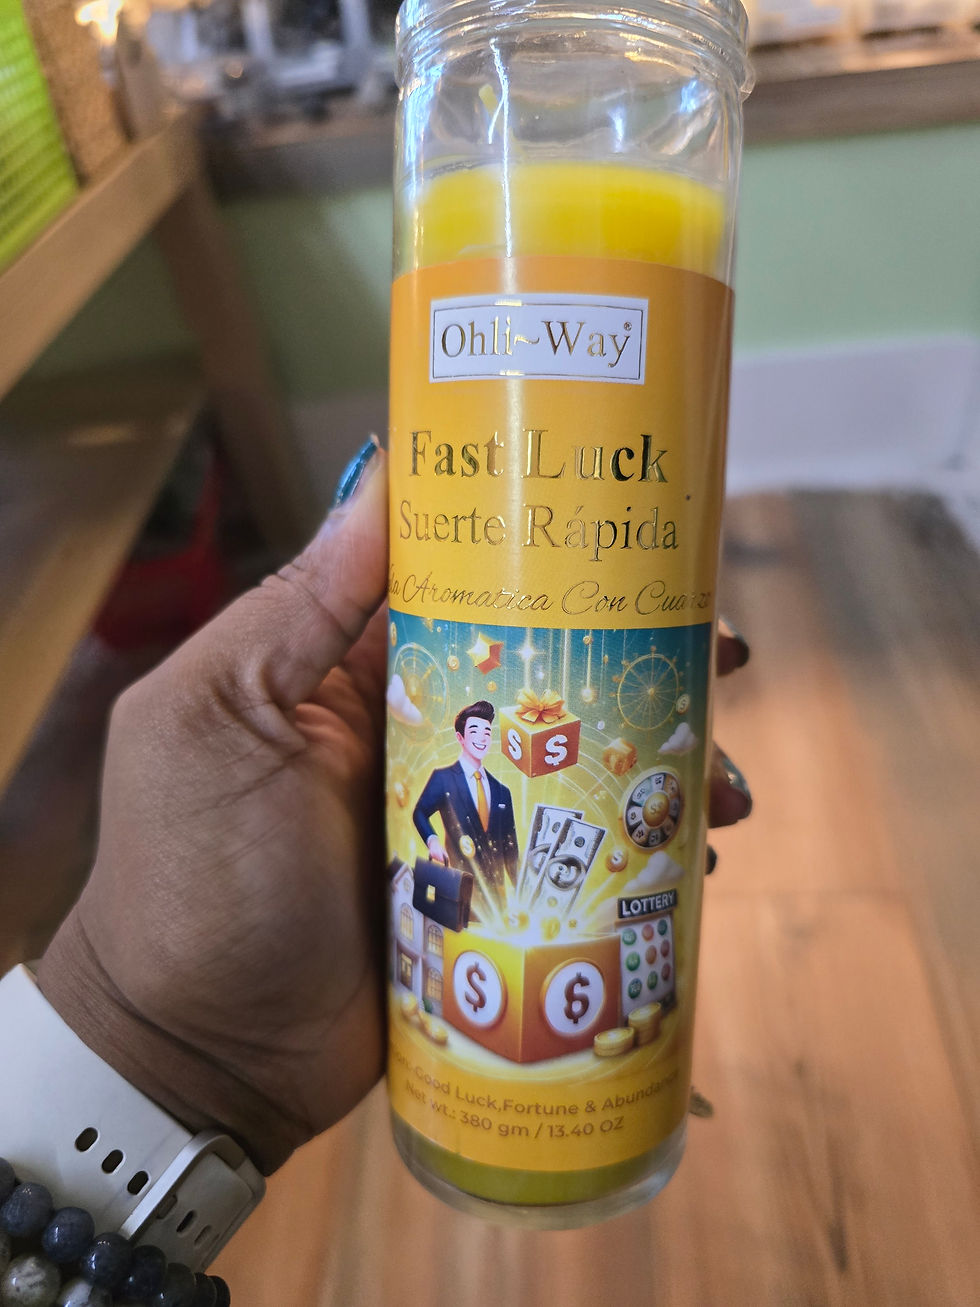 Ohli~Way®
Fast Luck
Suerte Rápida
Aromatica Con
$ $
LOTTERY
$
Good Luck,Fortune & Abundance
Net wt.: 380 gm / 13.40 OZ